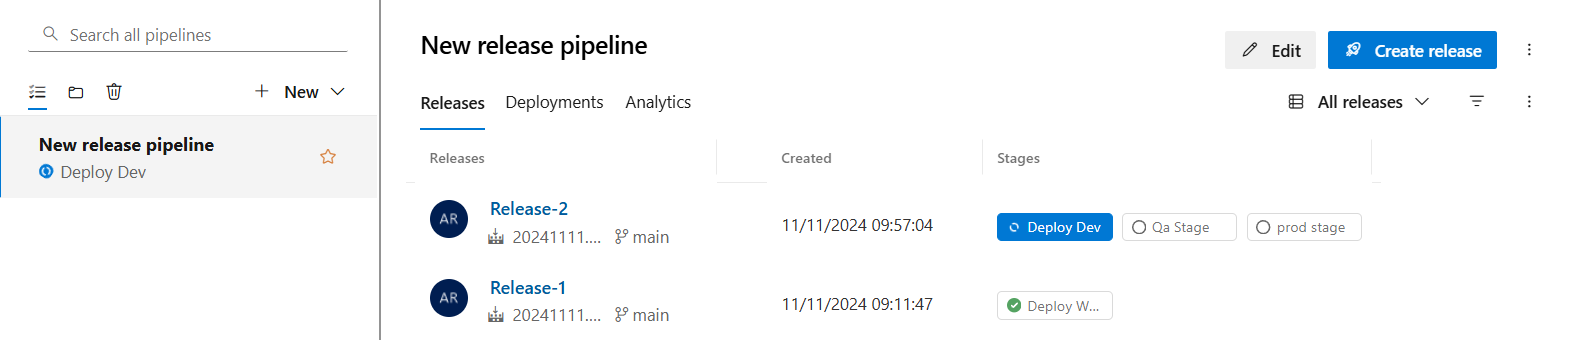 Search all pipelines
New
New release pipeline
Deploy Dev
New release pipeline
Edit
Create release
Releases
Deployments
Analytics
All releases
Releases
Created
Stages
AR
Release-2
20241111....
main
11/11/2024 09:57:04
Deploy Dev
Qa Stage
prod stage
AR
Release-1
20241111....
main
11/11/2024 09:11:47
Deploy W...